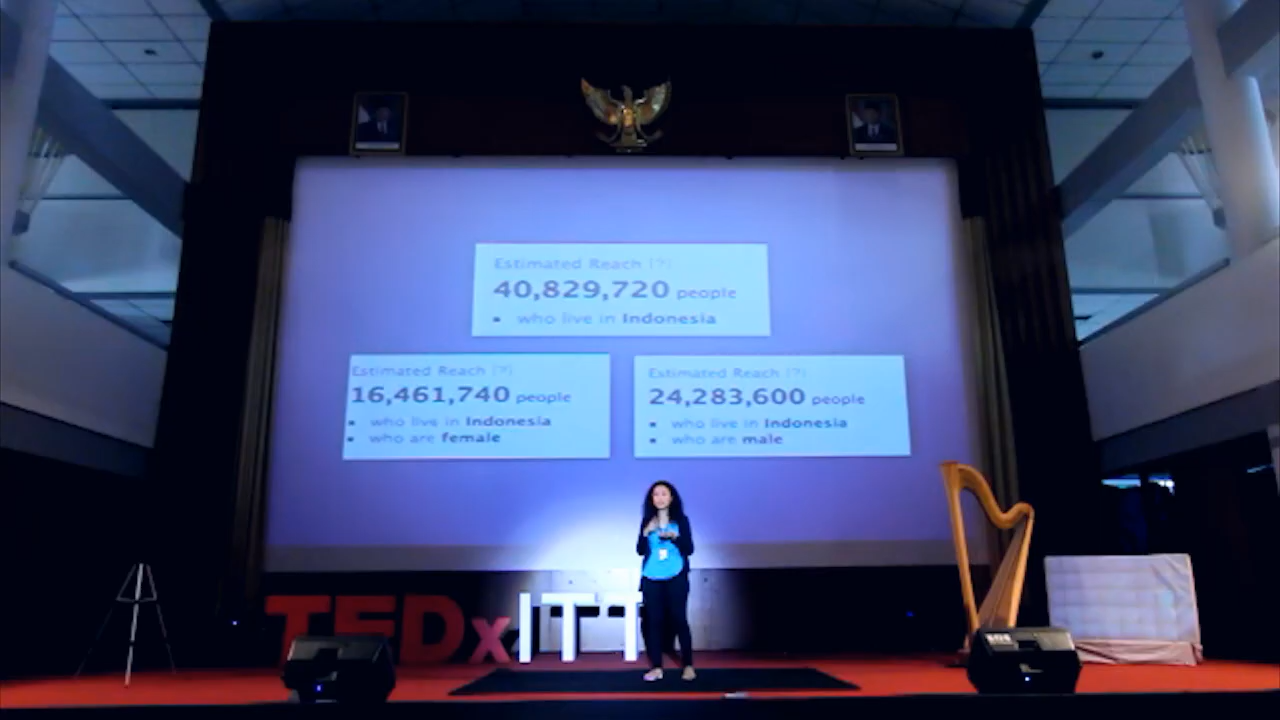 Estimated Reach (?)
40,829,720 people
▪ who live in Indonesia
Estimated Reach (?)
16,461,740 people
▪ who live in Indonesia
▪ who are female
Estimated Reach (?)
24,283,600 people
▪ who live in Indonesia
▪ who are male
TEDxITT